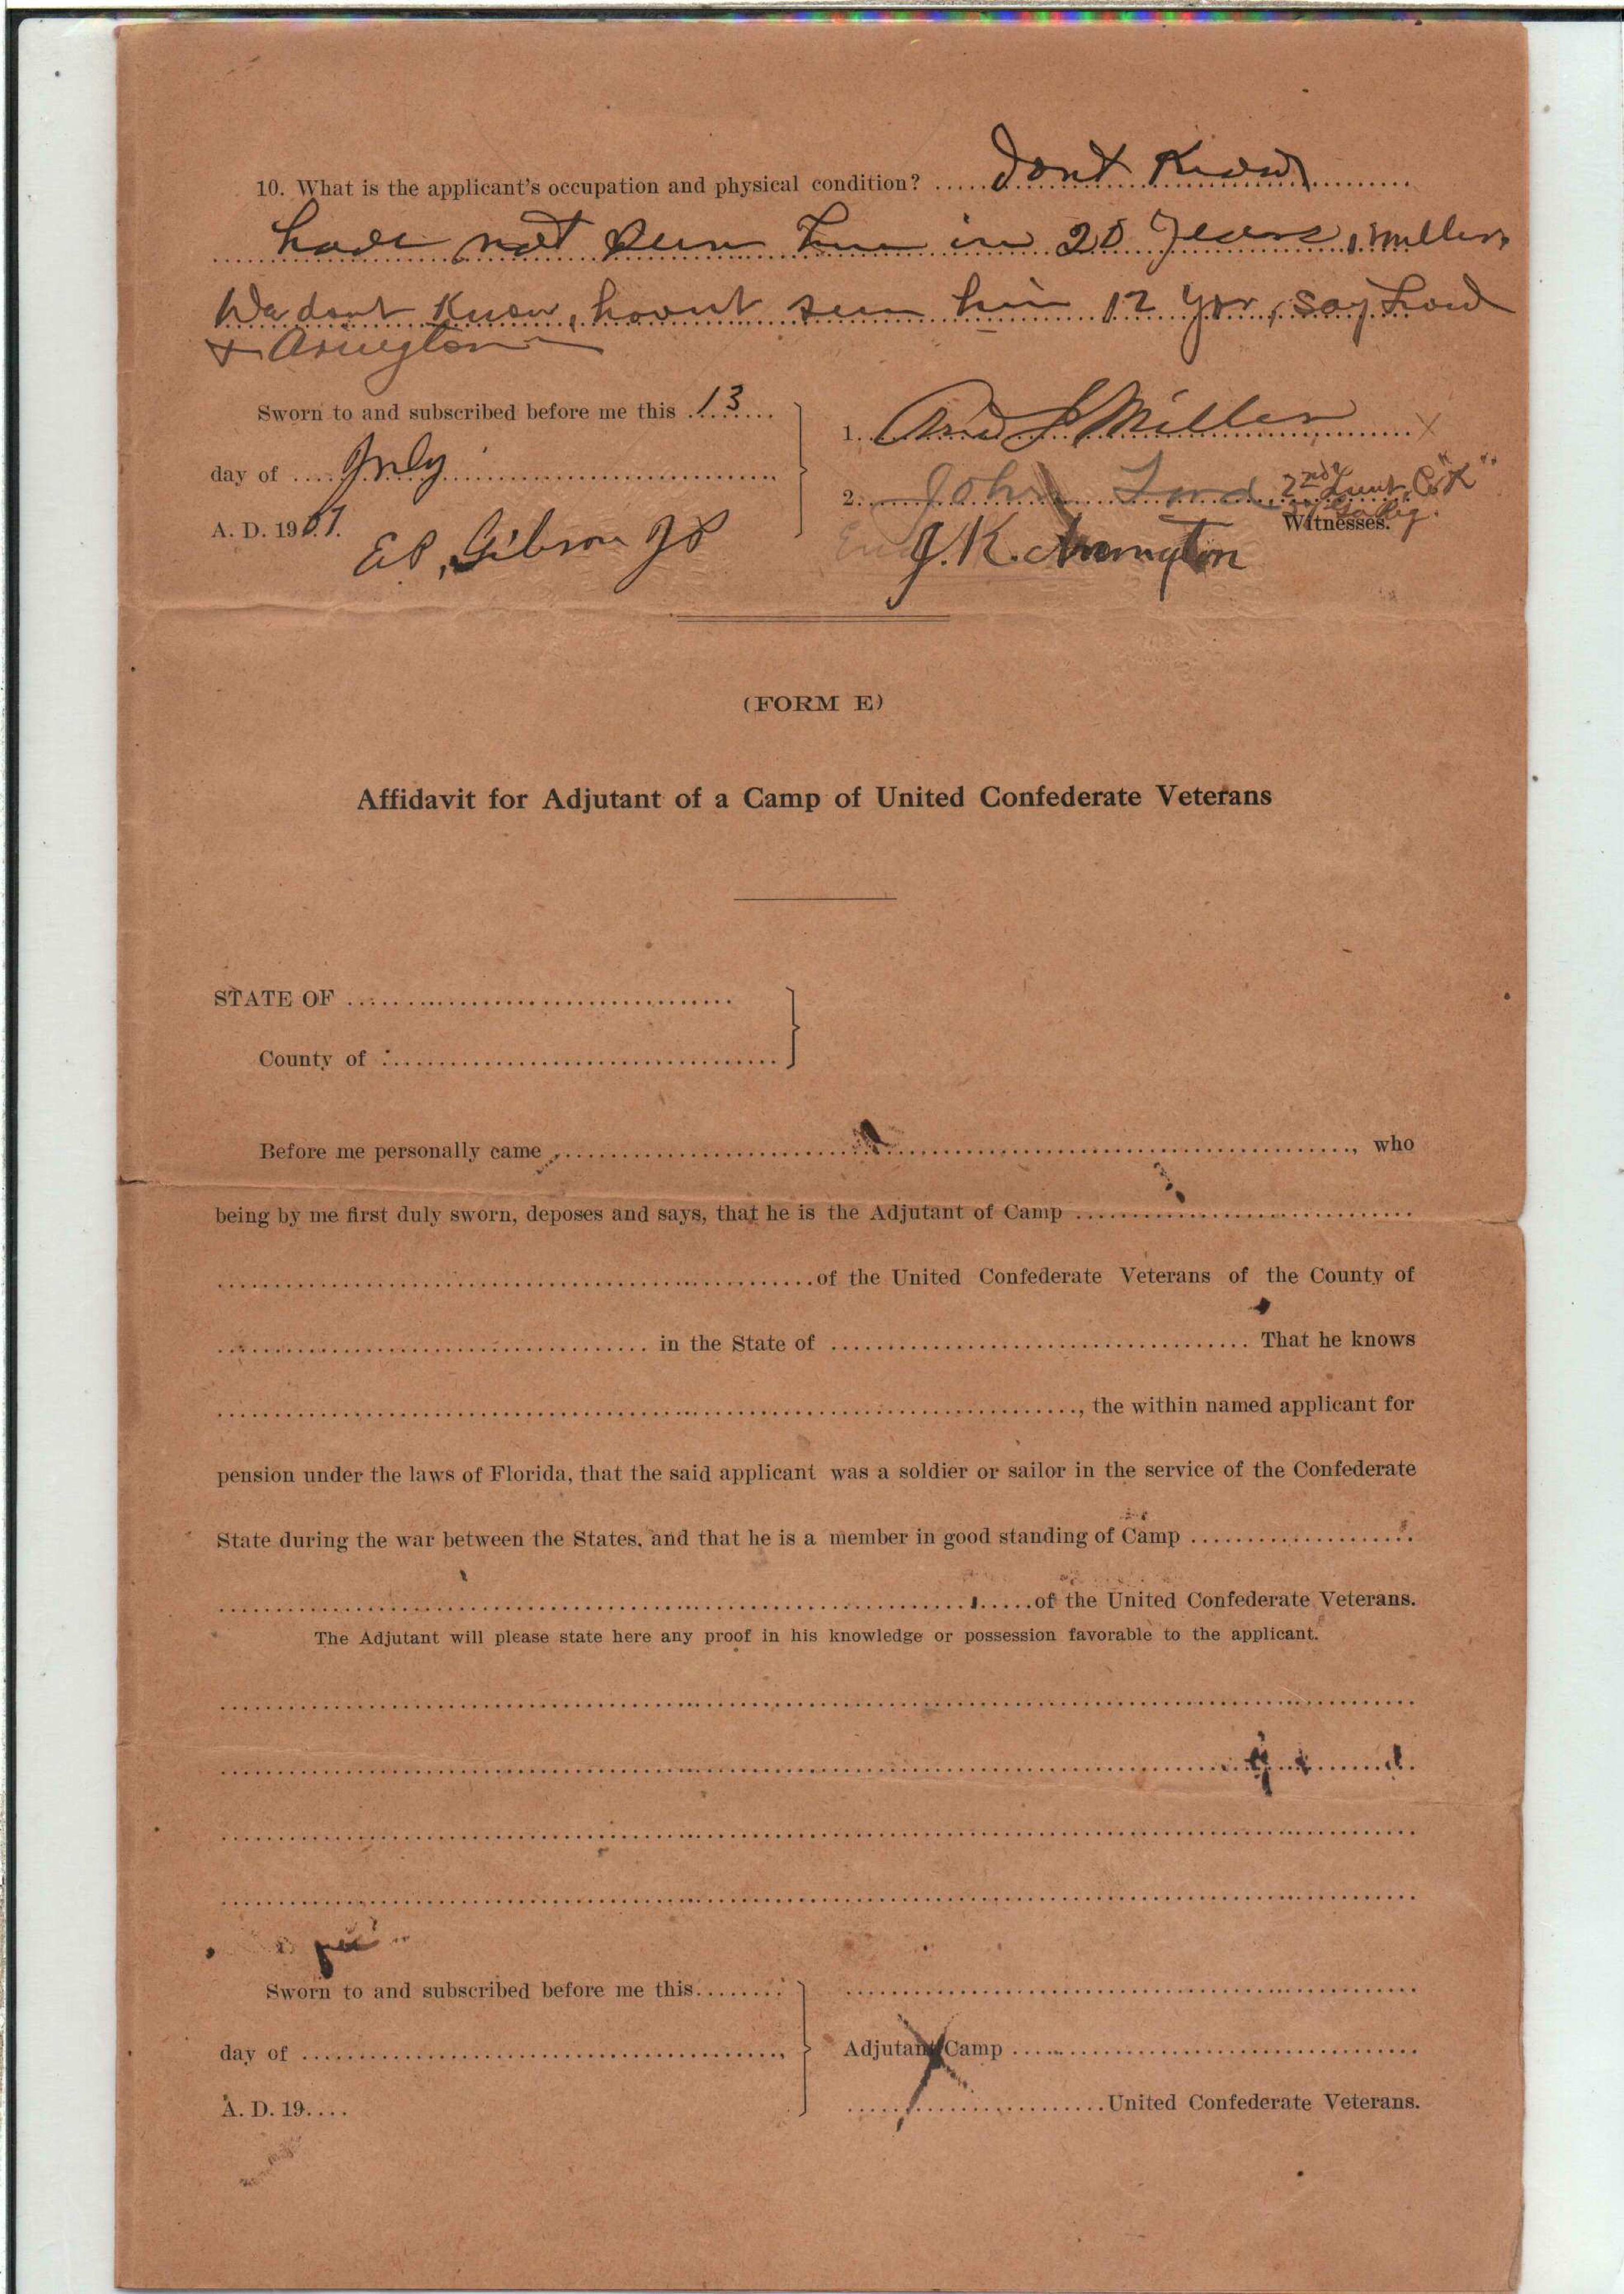 10. What is the applicant's occupation and physical condition? ..... Dont Know
have not seen him in 20 Years, Miller
We dont Know, havent seen him 12 yrs, say Lord
+ Arington
Sworn to and subscribed before me this 13
day of July
A. D. 1907.
Gibson
1. Miller X
2. John 2nd Lieut Co "K"
Witnesses.
J. K. Arrington
(FORM E)
Affidavit for Adjutant of a Camp of United Confederate Veterans
STATE OF
County of
Before me personally came , who
being by me first duly sworn, deposes and says, that he is the Adjutant of Camp
of the United Confederate Veterans of the County of
in the State of That he knows
, the within named applicant for
pension under the laws of Florida, that the said applicant was a soldier or sailor in the service of the Confederate
State during the war between the States, and that he is a member in good standing of Camp
of the United Confederate Veterans.
The Adjutant will please state here any proof in his knowledge or possession favorable to the applicant.
Sworn to and subscribed before me this
day of
A. D. 19....
Adjutant Camp
United Confederate Veterans.